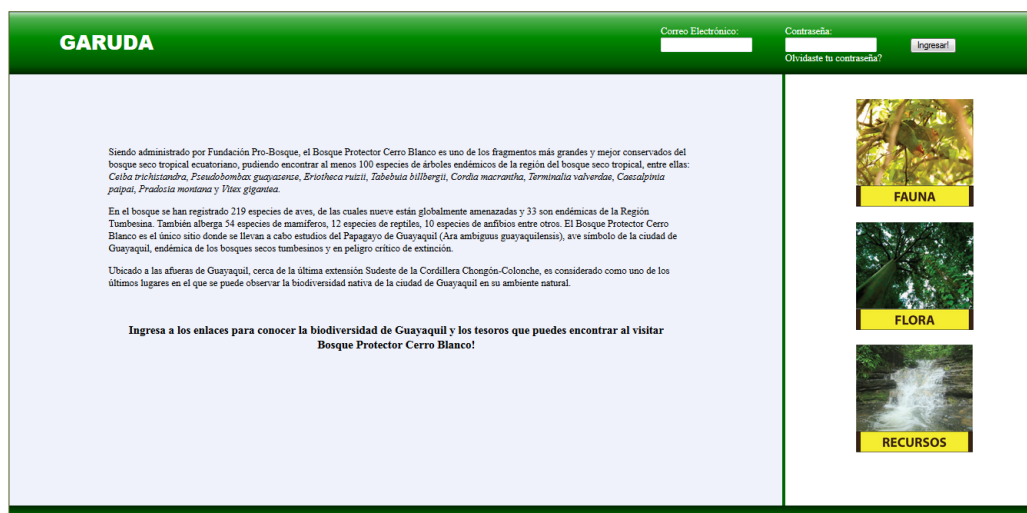 GARUDA
Correo Electrónico:
Contraseña:
Ingresar!
Olvidaste tu contraseña?
Siendo administrado por Fundación Pro-Bosque, el Bosque Protector Cerro Blanco es uno de los fragmentos más grandes y mejor conservados del
bosque seco tropical ecuatoriano, pudiendo encontrar al menos 100 especies de árboles endémicos de la región del bosque seco tropical, entre ellas:
Ceiba trichistandra, Pseudobombax guayasense, Eriotheca ruizii, Tabebuia billbergii, Cordia macrantha, Terminalia valverdae, Caesalpinia
paipai, Pradosia montana y Vitex gigantea.
En el bosque se han registrado 219 especies de aves, de las cuales nueve están globalmente amenazadas y 33 son endémicas de la Región
Tumbesina. También alberga 54 especies de mamíferos, 12 especies de reptiles, 10 especies de anfibios entre otros. El Bosque Protector Cerro
Blanco es el único sitio donde se llevan a cabo estudios del Papagayo de Guayaquil (Ara ambiguus guayaquilensis), ave símbolo de la ciudad de
Guayaquil, endémica de los bosques secos tumbesinos y en peligro crítico de extinción.
Ubicado a las afueras de Guayaquil, cerca de la última extensión Sudeste de la Cordillera Chongón-Colonche, es considerado como uno de los
últimos lugares en el que se puede observar la biodiversidad nativa de la ciudad de Guayaquil en su ambiente natural.
Ingresa a los enlaces para conocer la biodiversidad de Guayaquil y los tesoros que puedes encontrar al visitar
Bosque Protector Cerro Blanco!
FAUNA
FLORA
RECURSOS